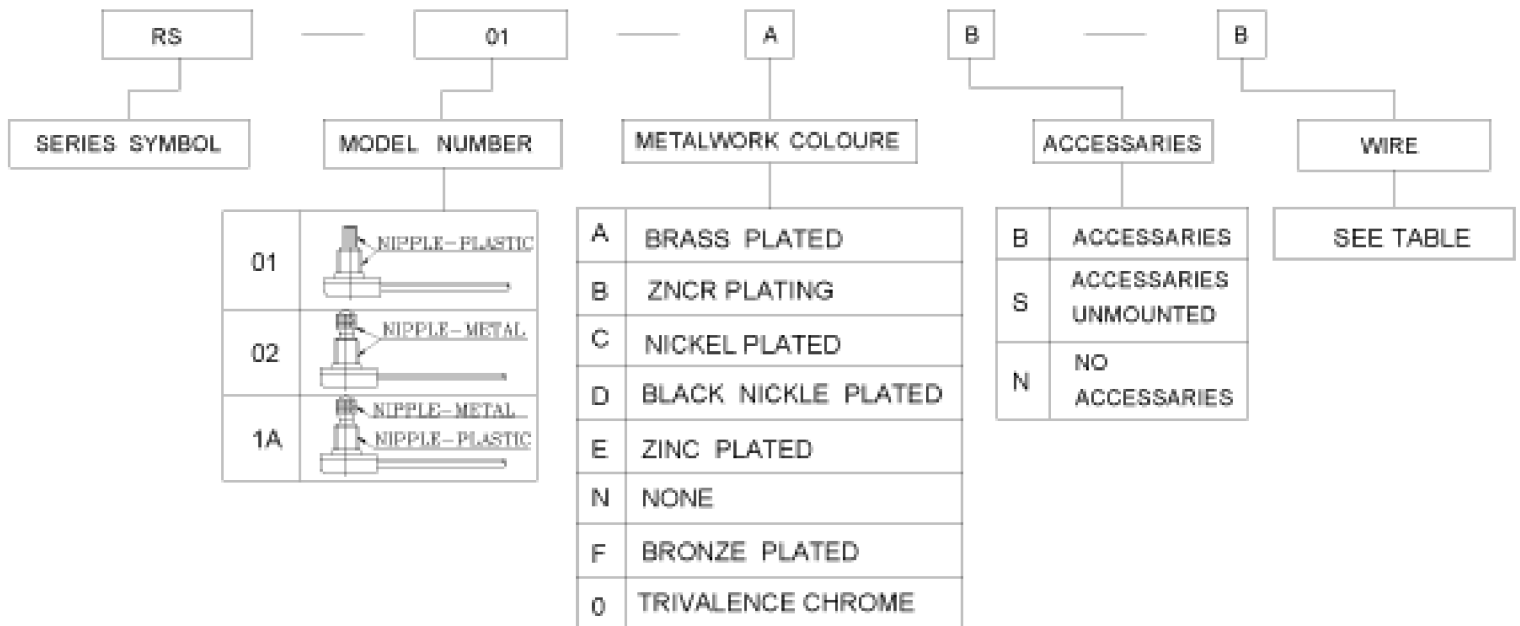 RS — 01 — A B — B
SERIES SYMBOL
MODEL NUMBER
METALWORK COLOURE
ACCESSARIES
WIRE
01 NIPPLE-PLASTIC
02 NIPPLE-METAL
1A NIPPLE-METAL
NIPPLE-PLASTIC
A BRASS PLATED
B ZNCR PLATING
C NICKEL PLATED
D BLACK NICKLE PLATED
E ZINC PLATED
N NONE
F BRONZE PLATED
0 TRIVALENCE CHROME
B ACCESSARIES
S ACCESSARIES
UNMOUNTED
N NO
ACCESSARIES
SEE TABLE